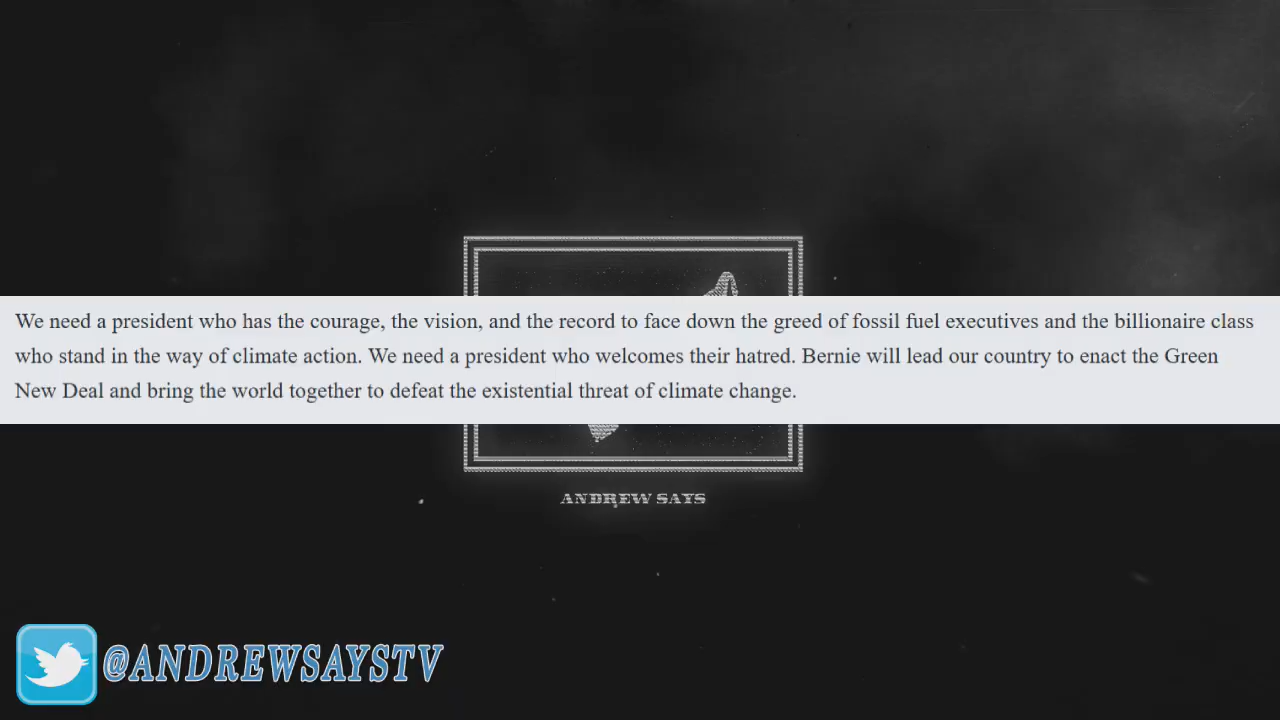 We need a president who has the courage, the vision, and the record to face down the greed of fossil fuel executives and the billionaire class
who stand in the way of climate action. We need a president who welcomes their hatred. Bernie will lead our country to enact the Green
New Deal and bring the world together to defeat the existential threat of climate change.
ANDREW SAYS
@ANDREWSAYSTV